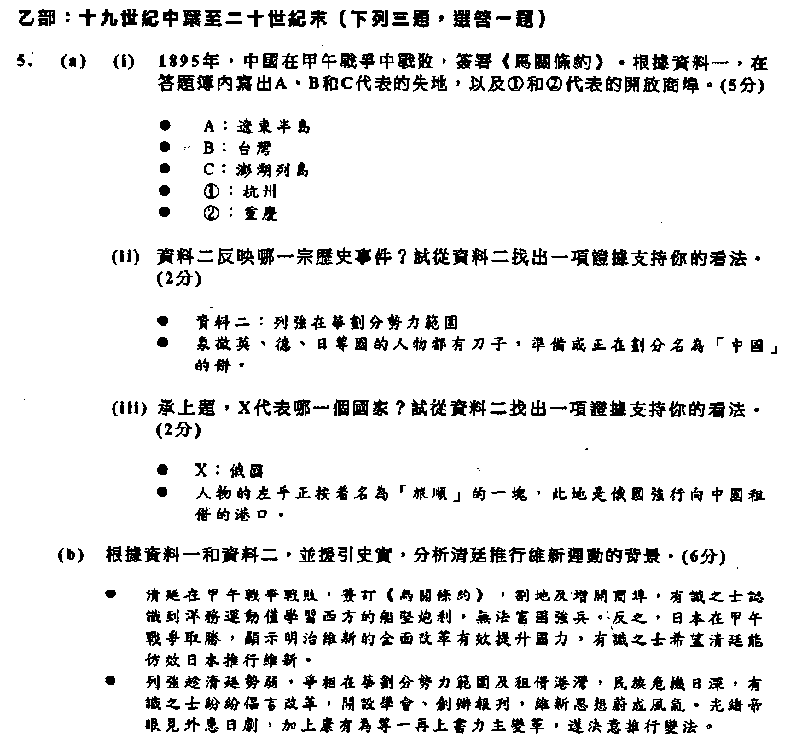 乙部：十九世紀中葉至二十世紀末（下列三題，選答一題）
5. (a) (i) 1895年，中國在甲午戰爭中戰敗，簽署《馬關條約》。根據資料一，在
答題簿內寫出A、B和C代表的失地，以及①和②代表的開放商埠。(5分)
● A：遼東半島
● B：台灣
● C：澎湖列島
● ①：杭州
● ②：重慶
(ii) 資料二反映哪一宗歷史事件？試從資料二找出一項證據支持你的看法。
(2分)
● 資料二：列強在華劃分勢力範圍
● 象徵英、德、日等國的人物都有刀子，準備或正在劃分名為「中國」
的餅。
(iii) 承上題，X代表哪一個國家？試從資料二找出一項證據支持你的看法。
(2分)
● X：俄國
● 人物的左手正按着名為「旅順」的一塊，此地是俄國強行向中國租
借的港口。
(b) 根據資料一和資料二，並援引史實，分析清廷推行維新運動的背景。(6分)
● 清廷在甲午戰爭戰敗，簽訂《馬關條約》，割地及增開商埠，有識之士認
識到洋務運動僅學習西方的船堅炮利，無法富國強兵。反之，日本在甲午
戰爭取勝，顯示明治維新的全面改革有效提升國力，有識之士希望清廷能
仿效日本推行維新。
● 列強趁清廷勢弱，爭相在華劃分勢力範圍及租借港灣，民族危機日深，有
識之士紛紛倡言改革，開設學會、創辦報刊，維新思想蔚成風氣。光緒帝
眼見外患日劇，加上康有為等一再上書力主變革，遂決意推行變法。